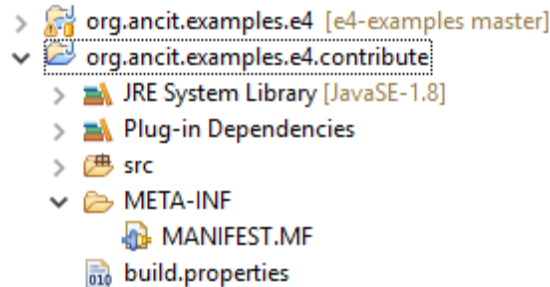 org.ancit.examples.e4 [e4-examples master]
org.ancit.examples.e4.contribute
JRE System Library [JavaSE-1.8]
Plug-in Dependencies
src
META-INF
MANIFEST.MF
build.properties